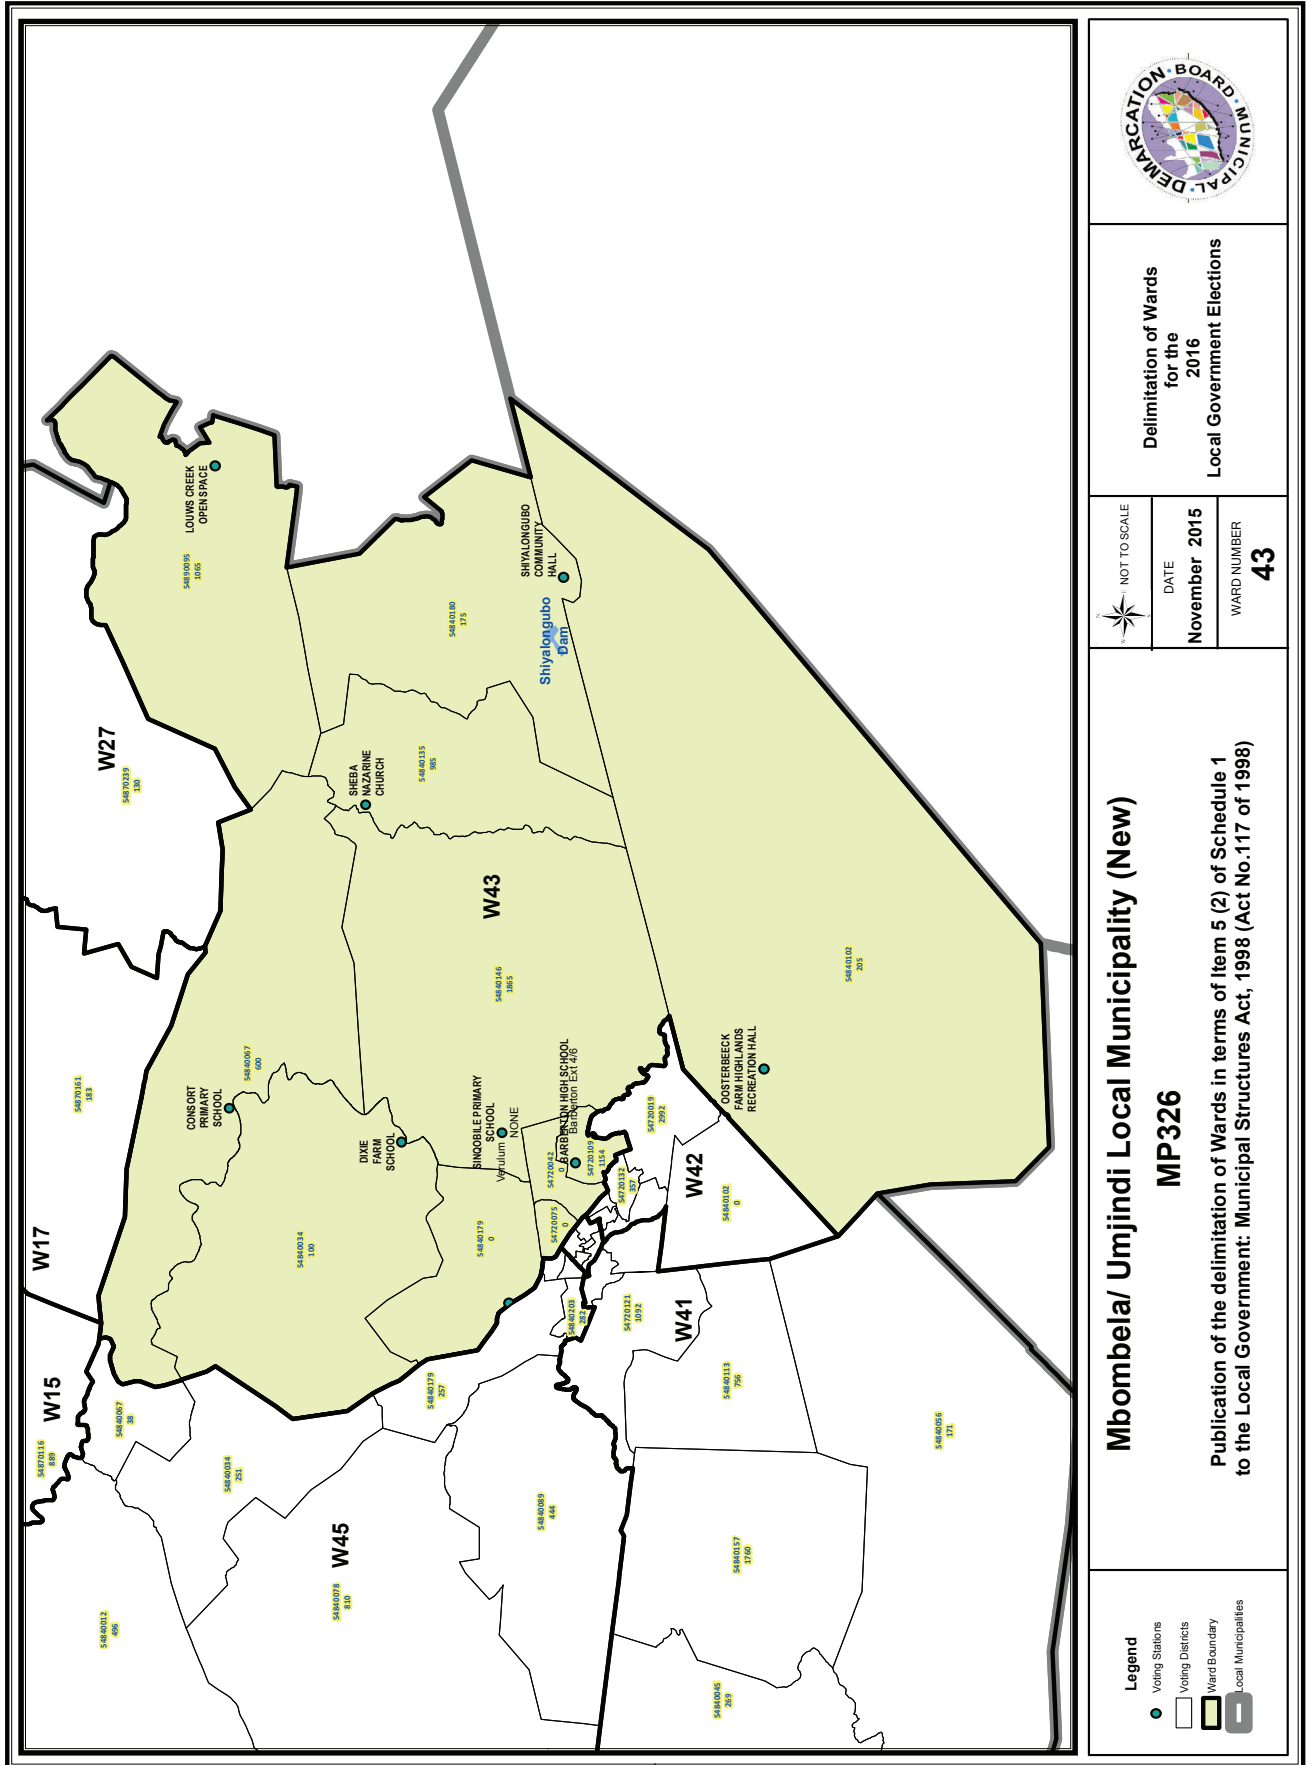 W17
W27
W15
54870116
889
54870161
183
54870239
130
54840012
496
54840067
38
54840034
251
54890095
1065
LOUWS CREEK
OPEN SPACE
CONSORT
PRIMARY
SCHOOL
54840067
600
54840034
100
W45
54840078
810
SHEBA
NAZARINE
CHURCH
DIXIE
FARM
SCHOOL
54840135
985
54840180
175
54840179
257
54840179
0
W43
54840146
1865
SINQOBILE PRIMARY
SCHOOL
Verulum
NONE
SHIYALONGUBO
COMMUNITY
HALL
Shiyalongubo
Dam
54840089
444
54720042
0
54720075
0
BARBERTON HIGH SCHOOL
Barberton Ext 4/6
54720109
1154
54840203
282
54720132
357
54720121
1092
54720019
2992
W41
W42
54840102
0
OOSTERBEECK
FARM HIGHLANDS
RECREATION HALL
54840102
205
54840113
756
54840157
1760
54840045
269
54840056
171
Legend
Voting Stations
Voting Districts
Ward Boundary
Local Municipalities
Mbombela/ Umjindi Local Municipality (New)
MP326
Publication of the delimitation of Wards in terms of Item 5 (2) of Schedule 1
to the Local Government: Municipal Structures Act, 1998 (Act No.117 of 1998)
N
W
E
S
NOT TO SCALE
DATE
November 2015
WARD NUMBER
43
Delimitation of Wards
for the
2016
Local Government Elections
MUNICIPAL · DEMARCATION · BOARD ·